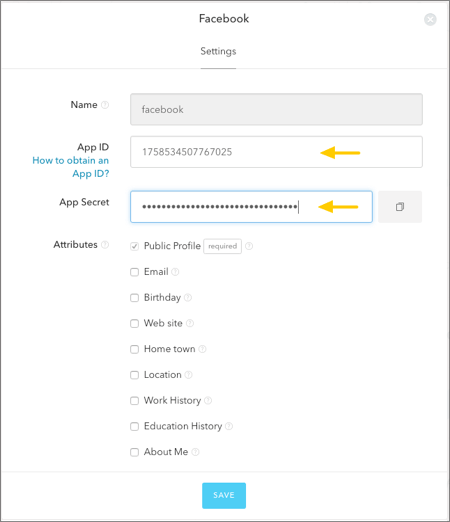 Facebook
Settings
Name
facebook
App ID
1758534507767025
How to obtain an
App ID?
App Secret
••••••••••••••••••••••••••••••••
Attributes
Public Profile required
Email
Birthday
Web site
Home town
Location
Work History
Education History
About Me
SAVE